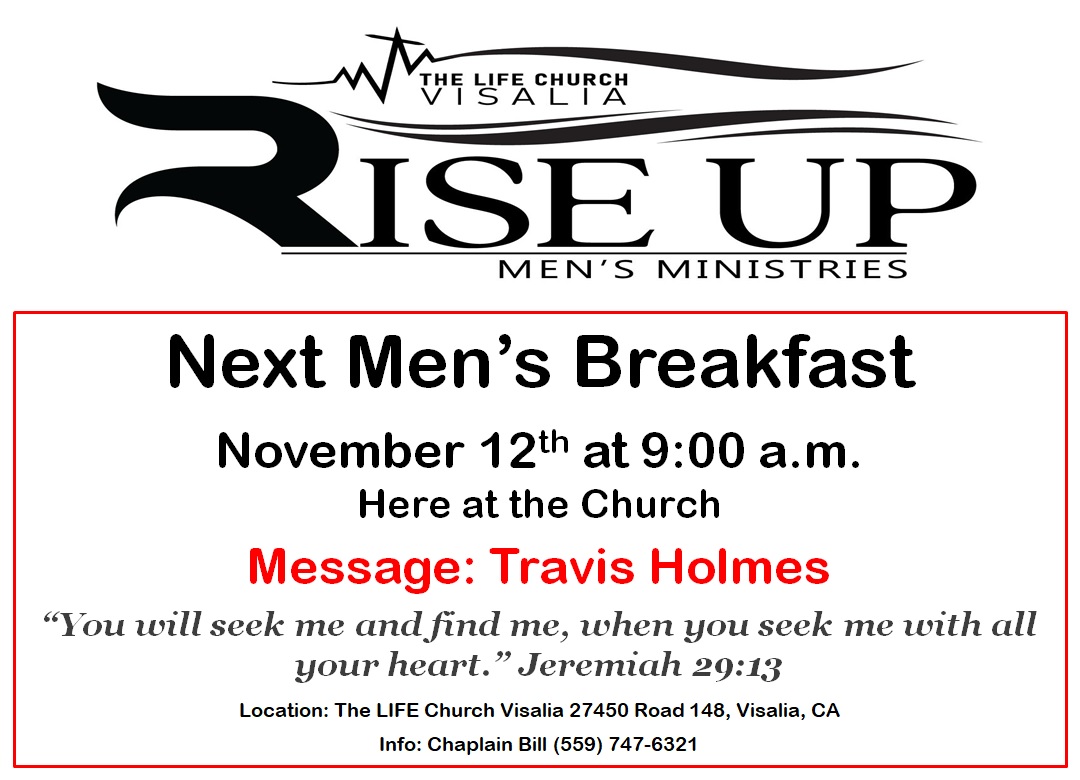 THE LIFE CHURCH
VISALIA
RISE UP
MEN'S MINISTRIES
Next Men's Breakfast
November 12th at 9:00 a.m.
Here at the Church
Message: Travis Holmes
“You will seek me and find me, when you seek me with all
your heart.” Jeremiah 29:13
Location: The LIFE Church Visalia 27450 Road 148, Visalia, CA
Info: Chaplain Bill (559) 747-6321